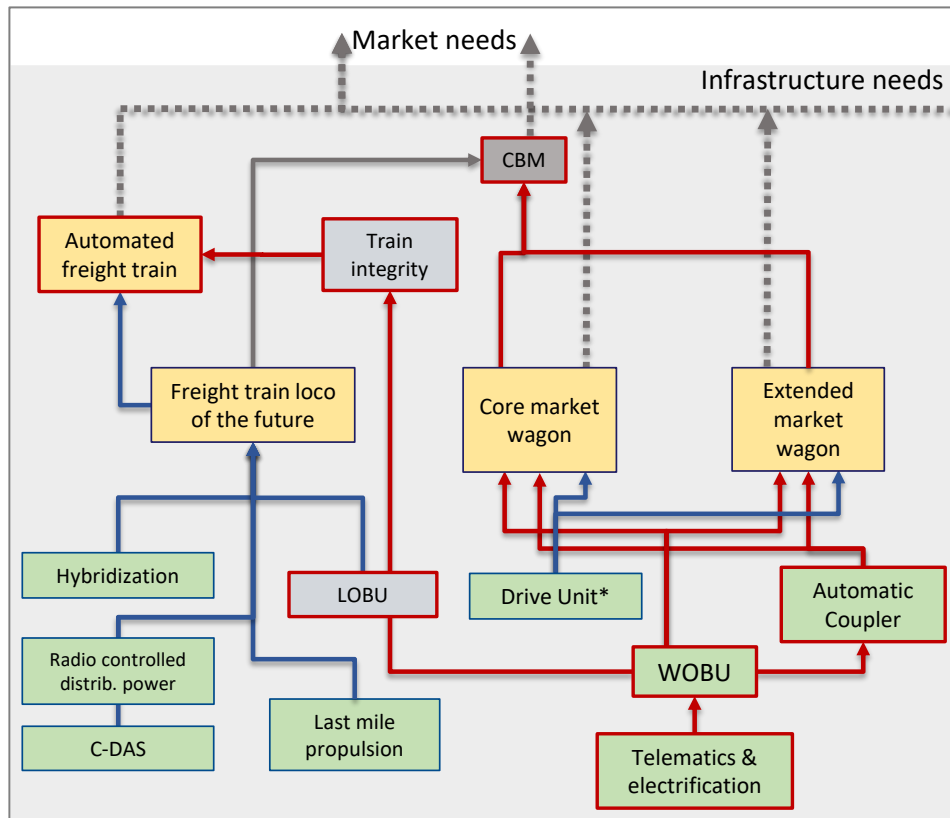 Market needs
Infrastructure needs
CBM
Automated
freight train
Train
integrity
Freight train loco
of the future
Core market
wagon
Extended
market
wagon
Hybridization
LOBU
Drive Unit*
Automatic
Coupler
Radio controlled
distrib. power
WOBU
Last mile
propulsion
C-DAS
Telematics &
electrification